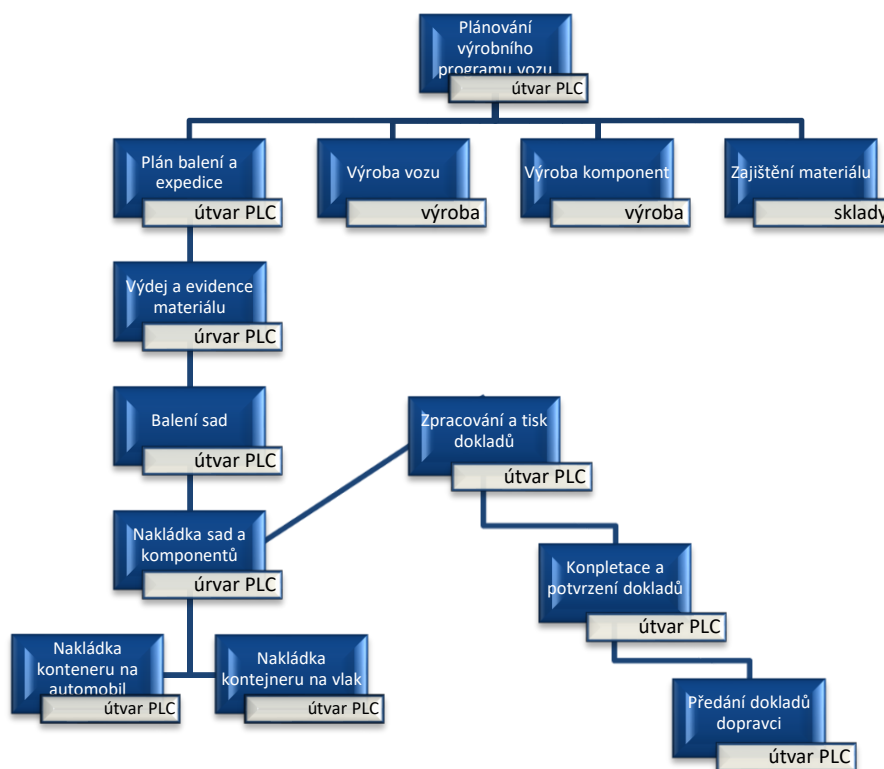 Plánování
výrobního
programu vozu
útvar PLC
Plán balení a
expedice
útvar PLC
Výroba vozu
výroba
Výroba komponent
výroba
Zajištění materiálu
sklady
Výdej a evidence
materiálu
úrvar PLC
Balení sad
útvar PLC
Zpracování a tisk
dokladů
útvar PLC
Nakládka sad a
komponentů
úrvar PLC
Konpletace a
potvrzení dokladů
útvar PLC
Nakládka
konteneru na
automobil
útvar PLC
Nakládka
kontejneru na vlak
útvar PLC
Předání dokladů
dopravci
útvar PLC